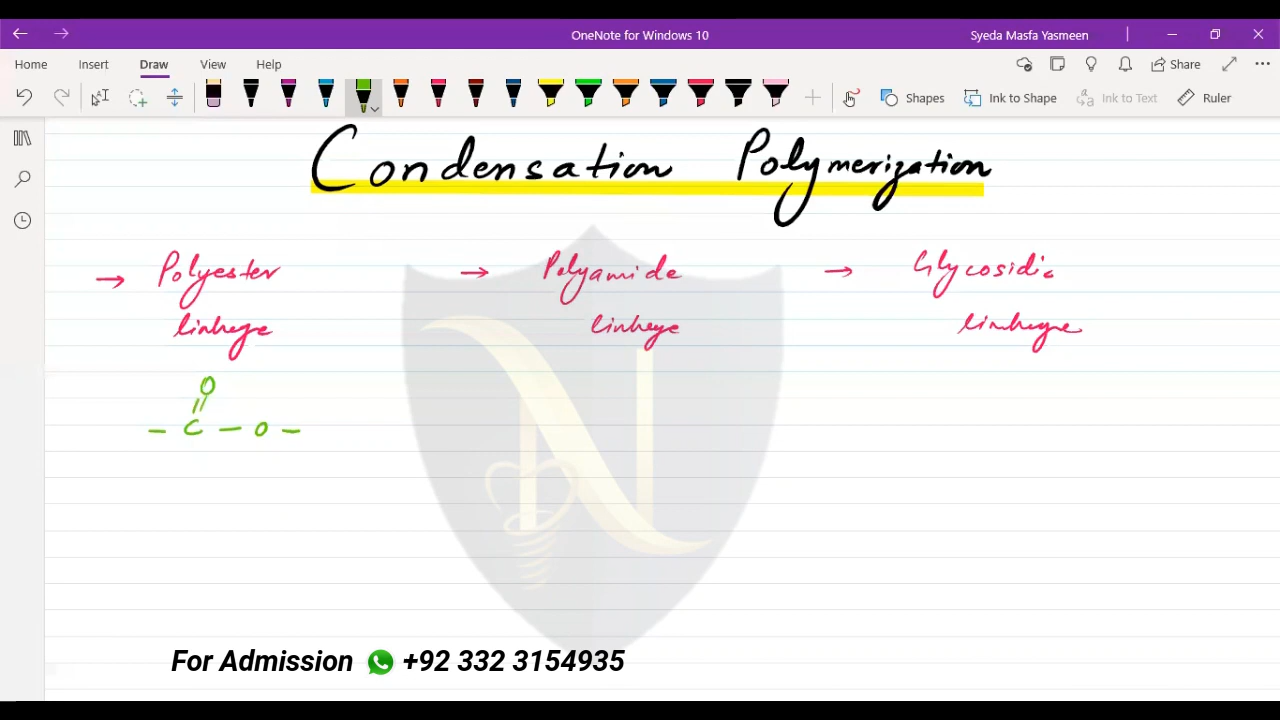 OneNote for Windows 10
Syeda Masfa Yasmeen
Home Insert Draw View Help Share
Shapes Ink to Shape Ink to Text Ruler
Condensation Polymerization
→ Polyester → Polyamide → Glycosidic
linkage linkage linkage
O
||
– C – O –
For Admission +92 332 3154935